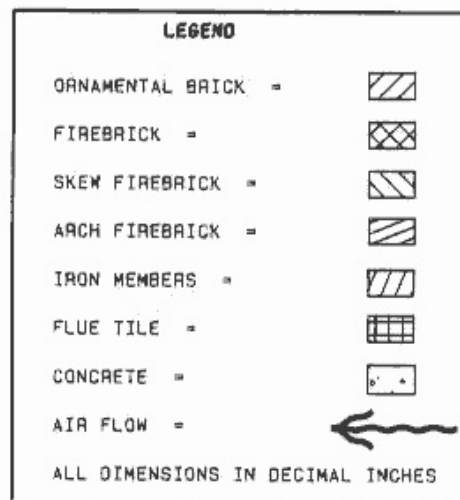 LEGEND
ORNAMENTAL BRICK =
FIREBRICK =
SKEW FIREBRICK =
ARCH FIREBRICK =
IRON MEMBERS =
FLUE TILE =
CONCRETE =
AIR FLOW =
ALL DIMENSIONS IN DECIMAL INCHES